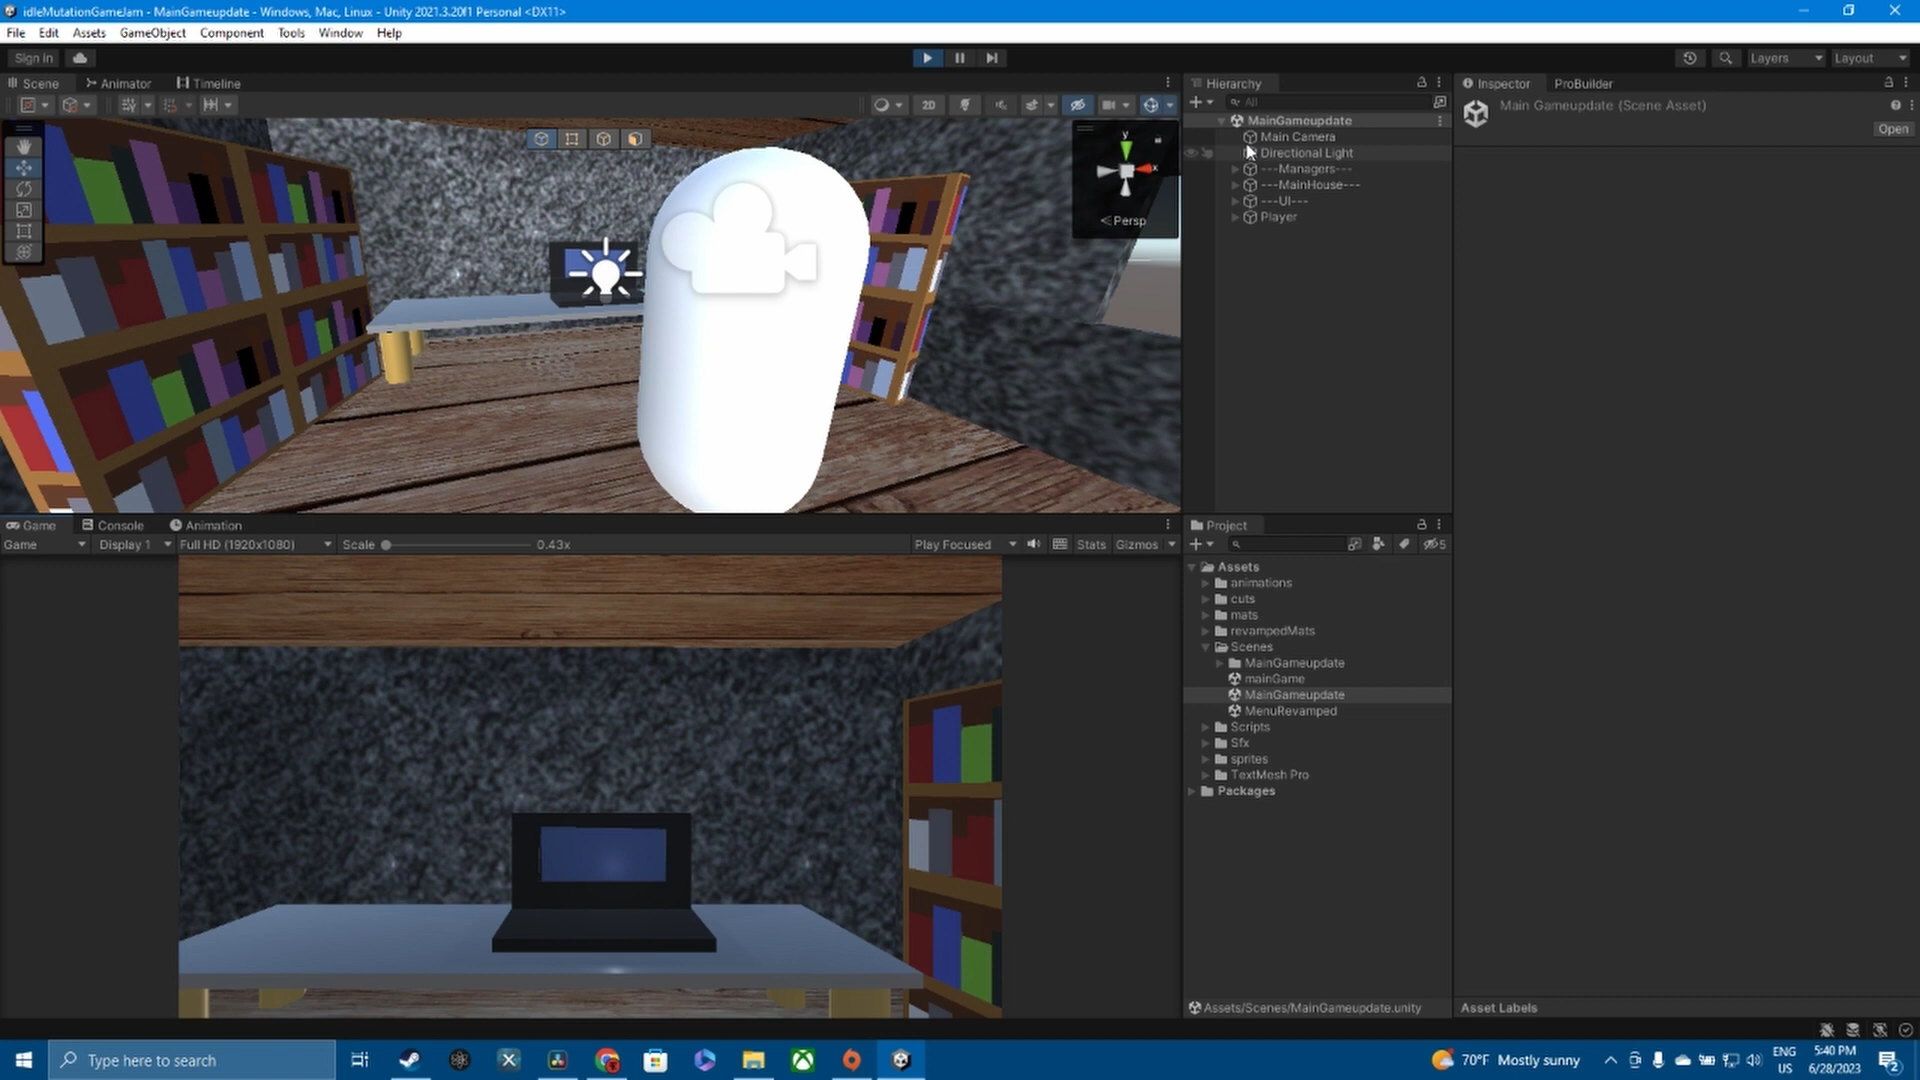 idleMutationGameJam - MainGameupdate - Windows, Mac, Linux - Unity 2021.3.20f1 Personal <DX11>
File Edit Assets GameObject Component Tools Window Help
Sign in
Layers Layout
Scene Animator Timeline
2D
y
x
< Persp
Hierarchy
All
MainGameupdate
Main Camera
Directional Light
---Managers---
---MainHouse---
---UI---
Player
Inspector ProBuilder
Main Gameupdate (Scene Asset)
Open
Game Console Animation
Game Display 1 Full HD (1920x1080) Scale 0.43x Play Focused Stats Gizmos
Project
5
Assets
animations
cuts
mats
revampedMats
Scenes
MainGameupdate
mainGame
MainGameupdate
MenuRevamped
Scripts
Sfx
sprites
TextMesh Pro
Packages
Assets/Scenes/MainGameupdate.unity
Asset Labels
Type here to search
70°F Mostly sunny
ENG
US
5:40 PM
6/28/2023
2